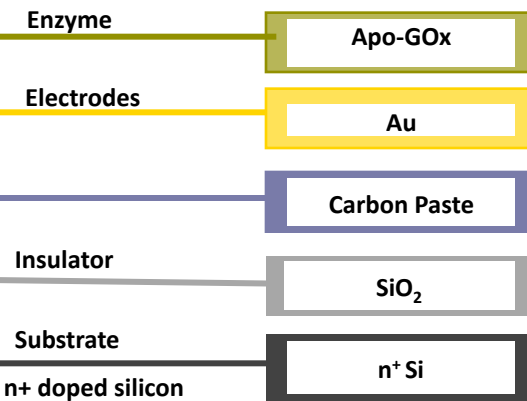 Enzyme
Apo-GOx
Electrodes
Au
Carbon Paste
Insulator
SiO₂
Substrate
n⁺ Si
n+ doped silicon